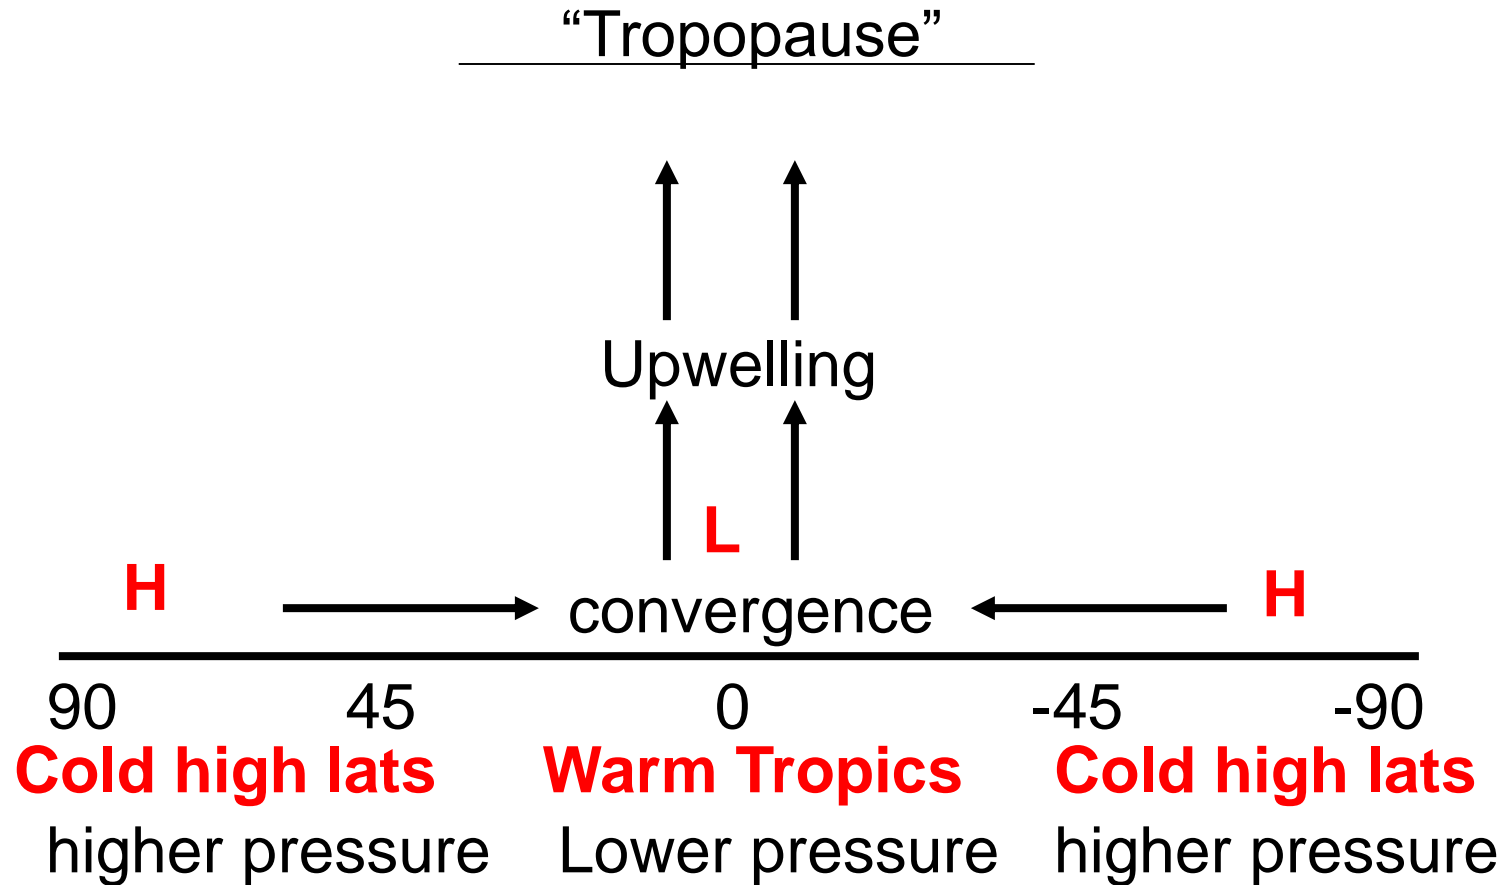 “Tropopause”
Upwelling
L
H
convergence
H
90 45 0 -45 -90
Cold high lats Warm Tropics Cold high lats
higher pressure Lower pressure higher pressure